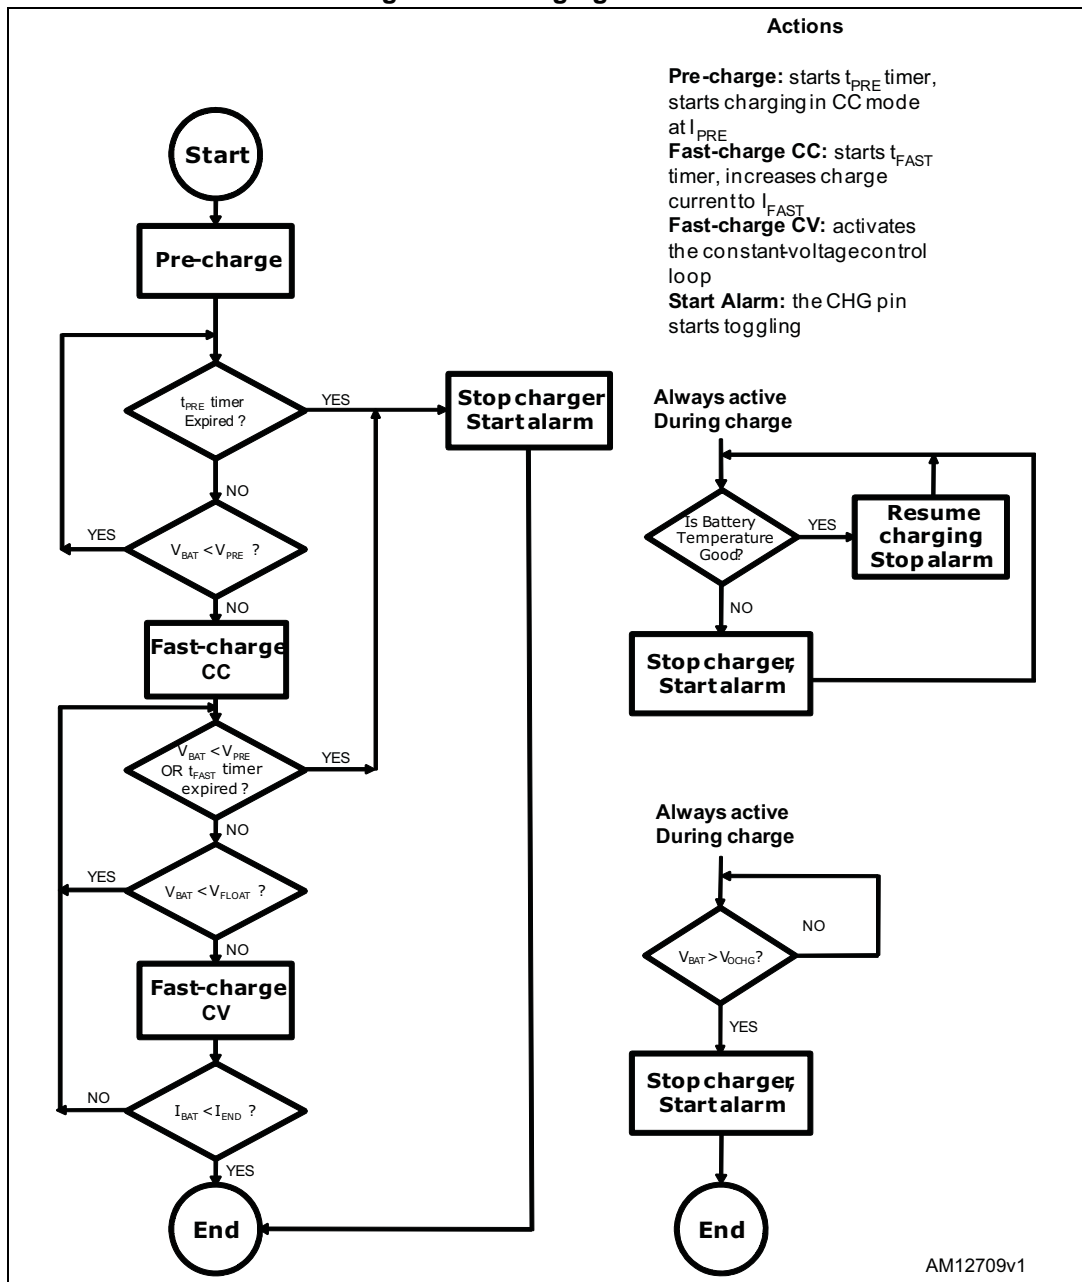 Actions
Pre-charge: starts tPRE timer,
starts charging in CC mode
at IPRE
Fast-charge CC: starts tFAST
timer, increases charge
current to IFAST
Fast-charge CV: activates
the constant-voltage control
loop
Start Alarm: the CHG pin
starts toggling
Start
Pre-charge
tPRE timer
Expired ?
YES
Stop charger
Start alarm
NO
VBAT < VPRE ?
YES
NO
Fast-charge
CC
VBAT < VPRE
OR tFAST timer
expired ?
YES
NO
VBAT < VFLOAT ?
YES
NO
Fast-charge
CV
IBAT < IEND ?
NO
YES
End
Always active
During charge
Is Battery
Temperature
Good?
YES
Resume
charging
Stop alarm
NO
Stop charger,
Start alarm
Always active
During charge
VBAT > VOCHG?
NO
YES
Stop charger,
Start alarm
End
AM12709v1